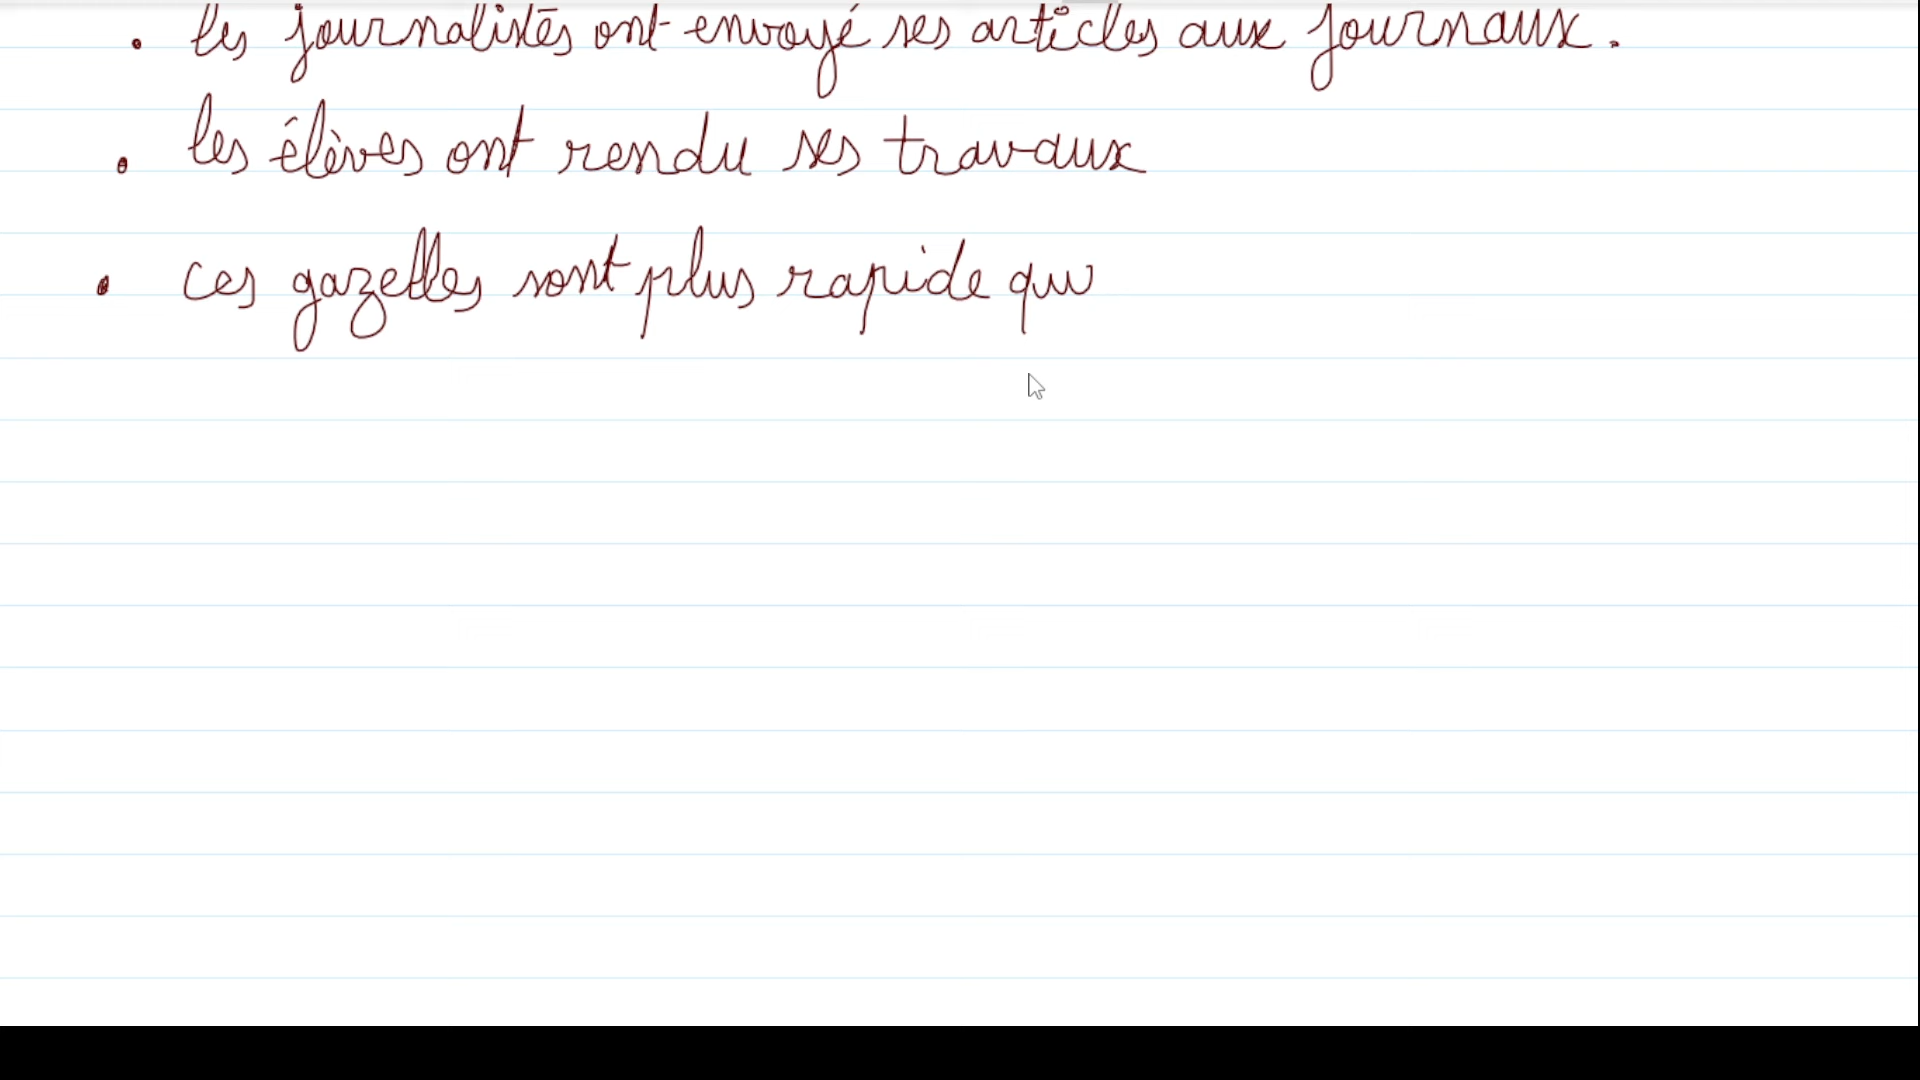 . les journalistes ont envoyé ses articles aux journaux.
. les élèves ont rendu ses travaux
. ces gazelles sont plus rapide qu